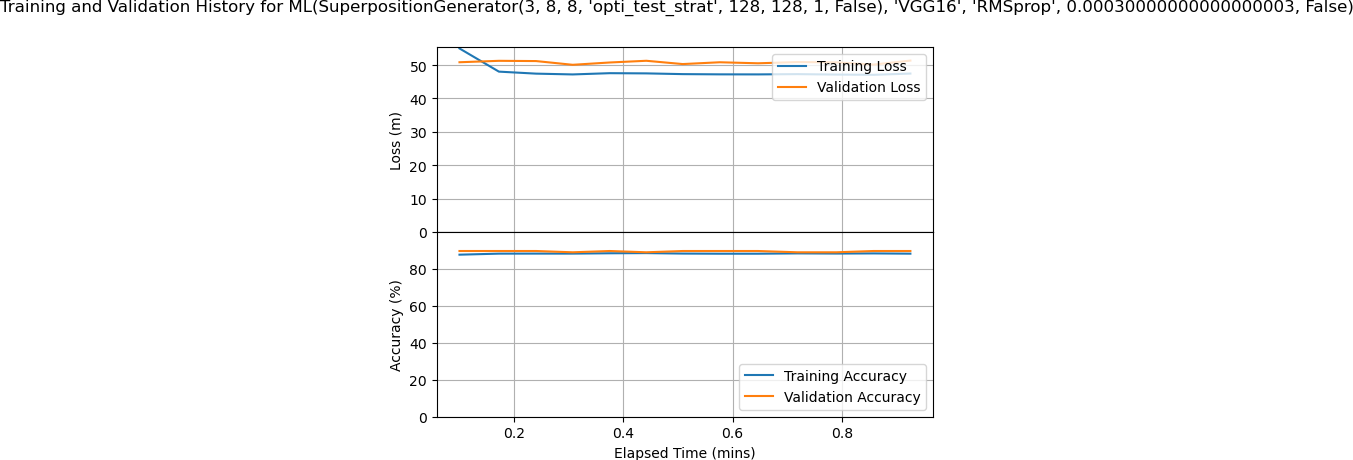 Training and Validation History for ML(SuperpositionGenerator(3, 8, 8, 'opti_test_strat', 128, 128, 1, False), 'VGG16', 'RMSprop', 0.00030000000000000003, False)
50
40
30
20
10
0
Loss (m)
Training Loss
Validation Loss
80
60
40
20
0
Accuracy (%)
Training Accuracy
Validation Accuracy
0.2 0.4 0.6 0.8
Elapsed Time (mins)